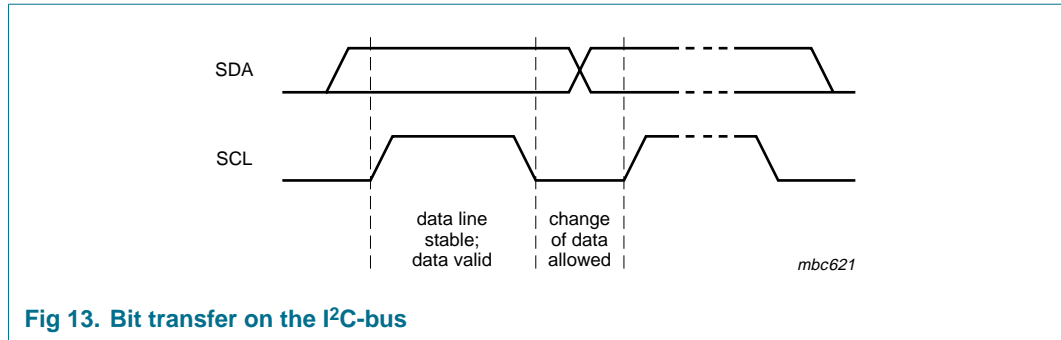 SDA
SCL
data line
stable;
data valid
change
of data
allowed
mbc621
Fig 13. Bit transfer on the I²C-bus